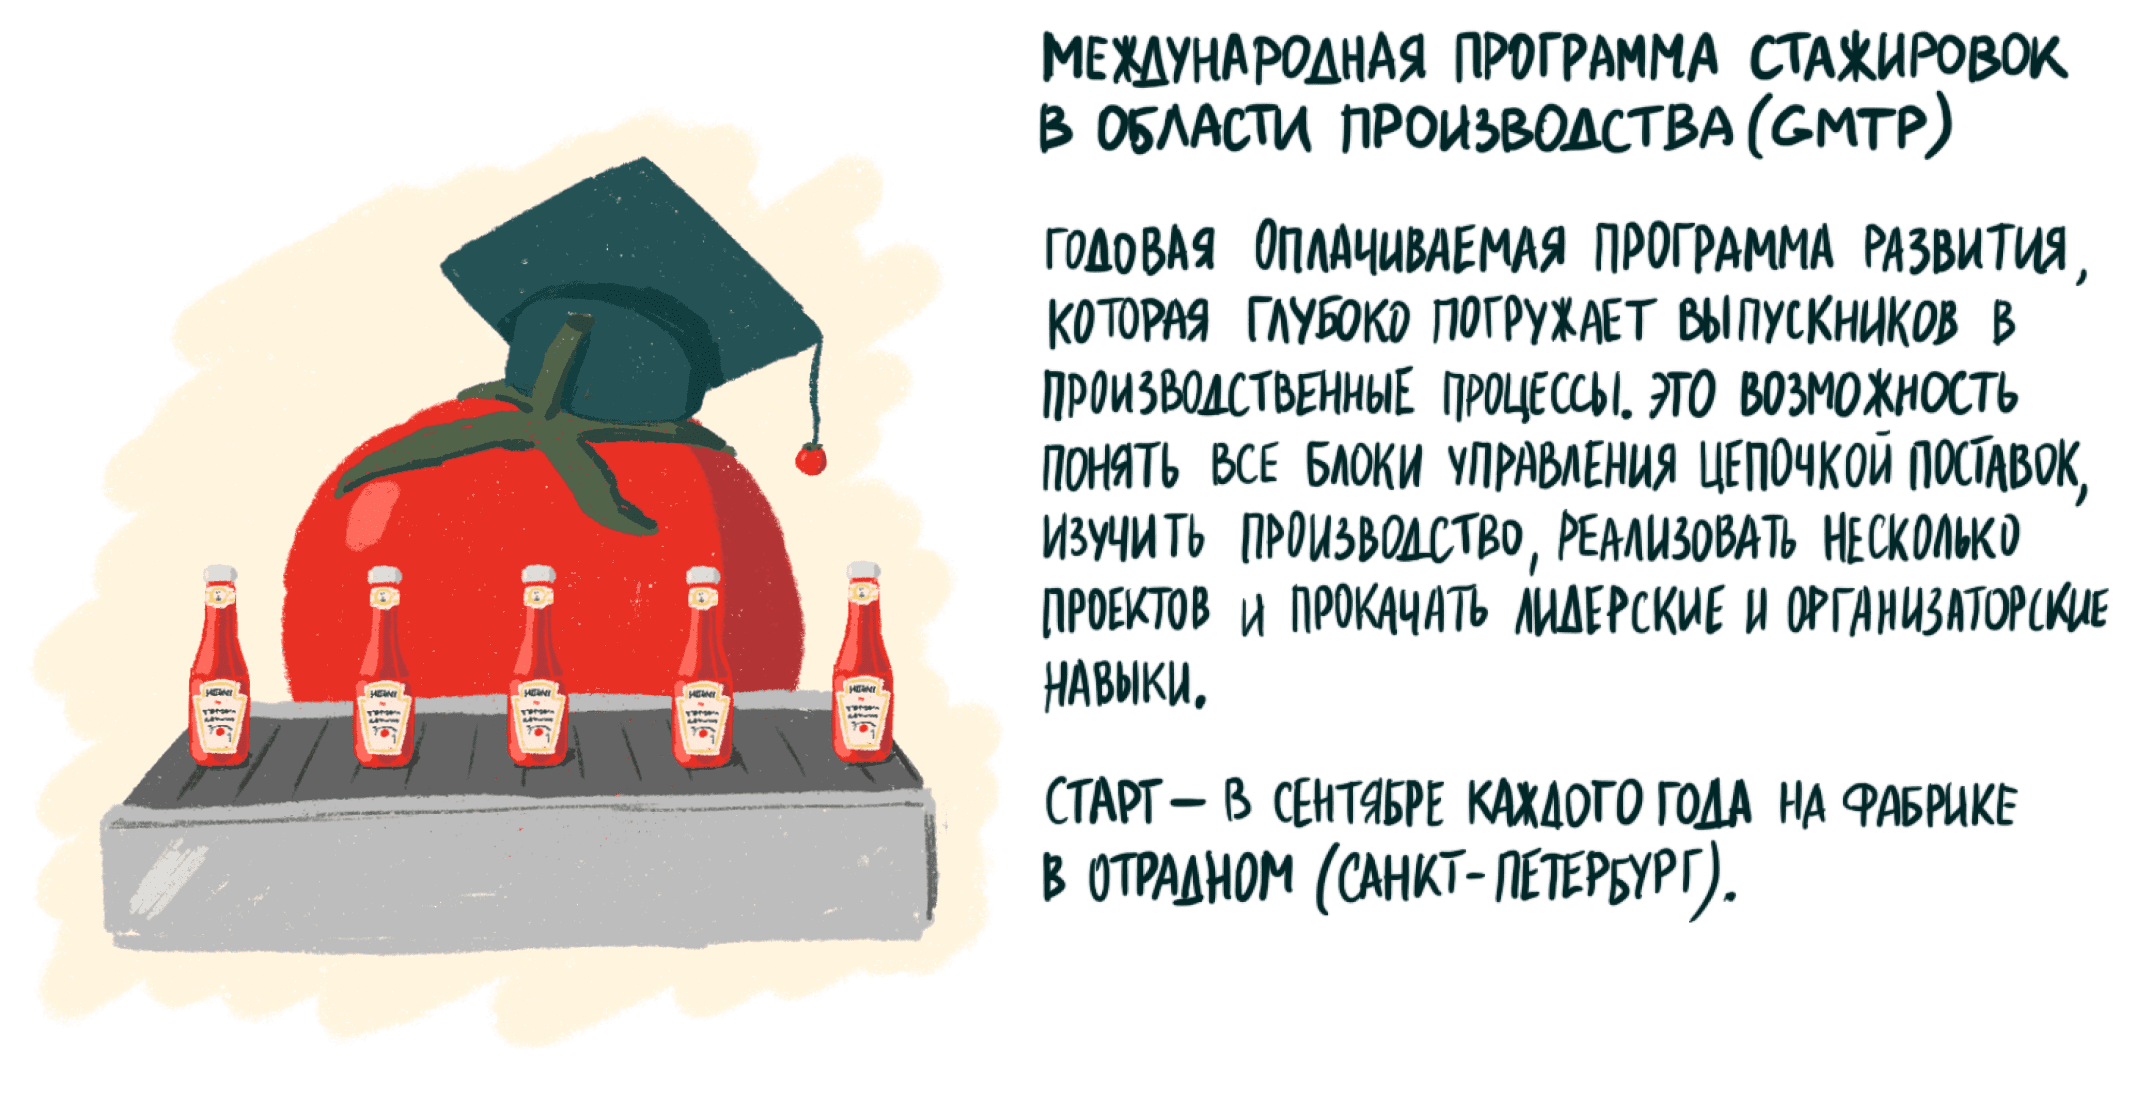 МЕЖДУНАРОДНАЯ ПРОГРАММА СТАЖИРОВОК
В ОБЛАСТИ ПРОИЗВОДСТВА (GMTP)
ГОДОВАЯ ОПЛАЧИВАЕМАЯ ПРОГРАММА РАЗВИТИЯ,
КОТОРАЯ ГЛУБОКО ПОГРУЖАЕТ ВЫПУСКНИКОВ В
ПРОИЗВОДСТВЕННЫЕ ПРОЦЕССЫ. ЭТО ВОЗМОЖНОСТЬ
ПОНЯТЬ ВСЕ БЛОКИ УПРАВЛЕНИЯ ЦЕПОЧКОЙ ПОСТАВОК,
ИЗУЧИТЬ ПРОИЗВОДСТВО, РЕАЛИЗОВАТЬ НЕСКОЛЬКО
ПРОЕКТОВ И ПРОКАЧАТЬ ЛИДЕРСКИЕ И ОРГАНИЗАТОРСКИЕ
НАВЫКИ.
СТАРТ — В СЕНТЯБРЕ КАЖДОГО ГОДА НА ФАБРИКЕ
В ОТРАДНОМ (САНКТ-ПЕТЕРБУРГ).